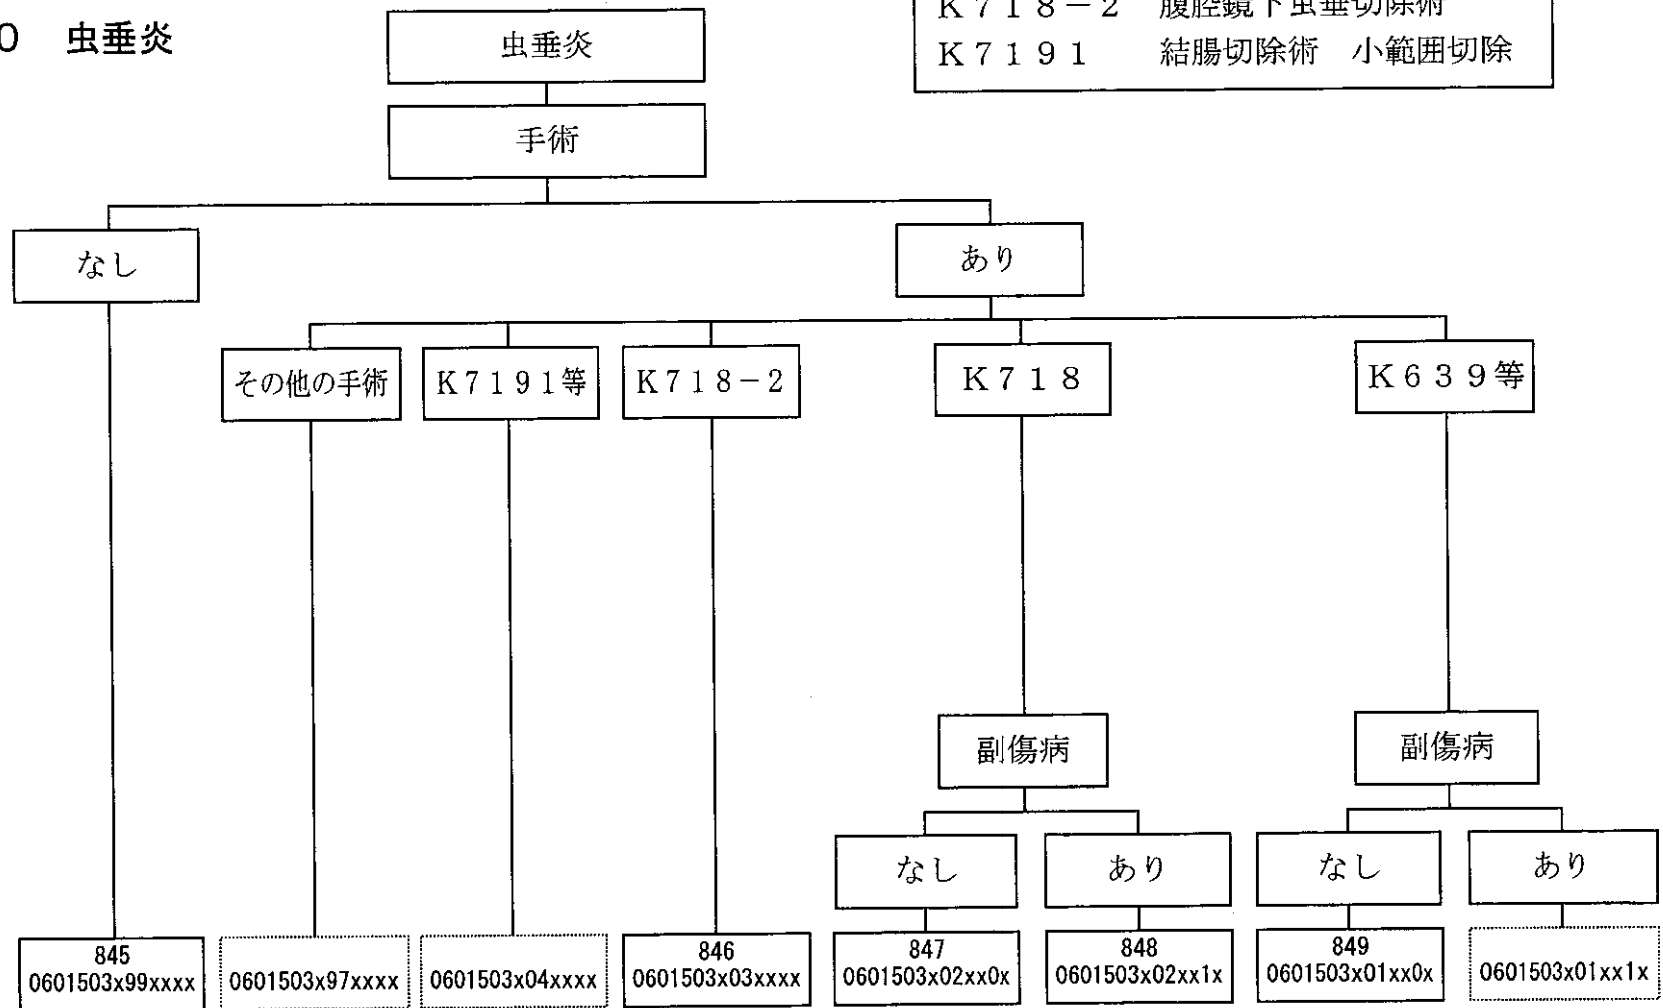 0 虫垂炎
K718-2 腹腔鏡下虫垂切除術
K7191 結腸切除術 小範囲切除
虫垂炎
手術
なし
あり
その他の手術
K7191等
K718-2
K718
K639等
副傷病
副傷病
なし
あり
なし
あり
845
0601503x99xxxx
0601503x97xxxx
0601503x04xxxx
846
0601503x03xxxx
847
0601503x02xx0x
848
0601503x02xx1x
849
0601503x01xx0x
0601503x01xx1x